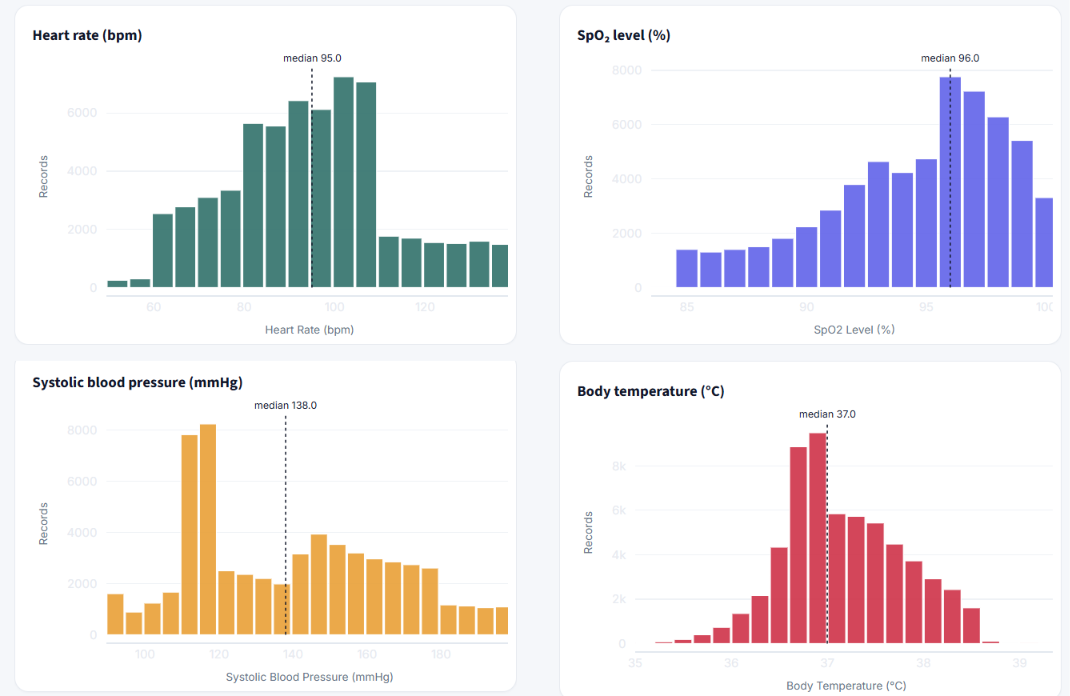 Heart rate (bpm)
median 95.0
6000
4000
2000
0
Records
60 80 100 120
Heart Rate (bpm)
SpO₂ level (%)
median 96.0
8000
6000
4000
2000
0
Records
85 90 95 100
SpO2 Level (%)
Systolic blood pressure (mmHg)
median 138.0
8000
6000
4000
2000
0
Records
100 120 140 160 180
Systolic Blood Pressure (mmHg)
Body temperature (°C)
median 37.0
8k
6k
4k
2k
0
Records
35 36 37 38 39
Body Temperature (°C)